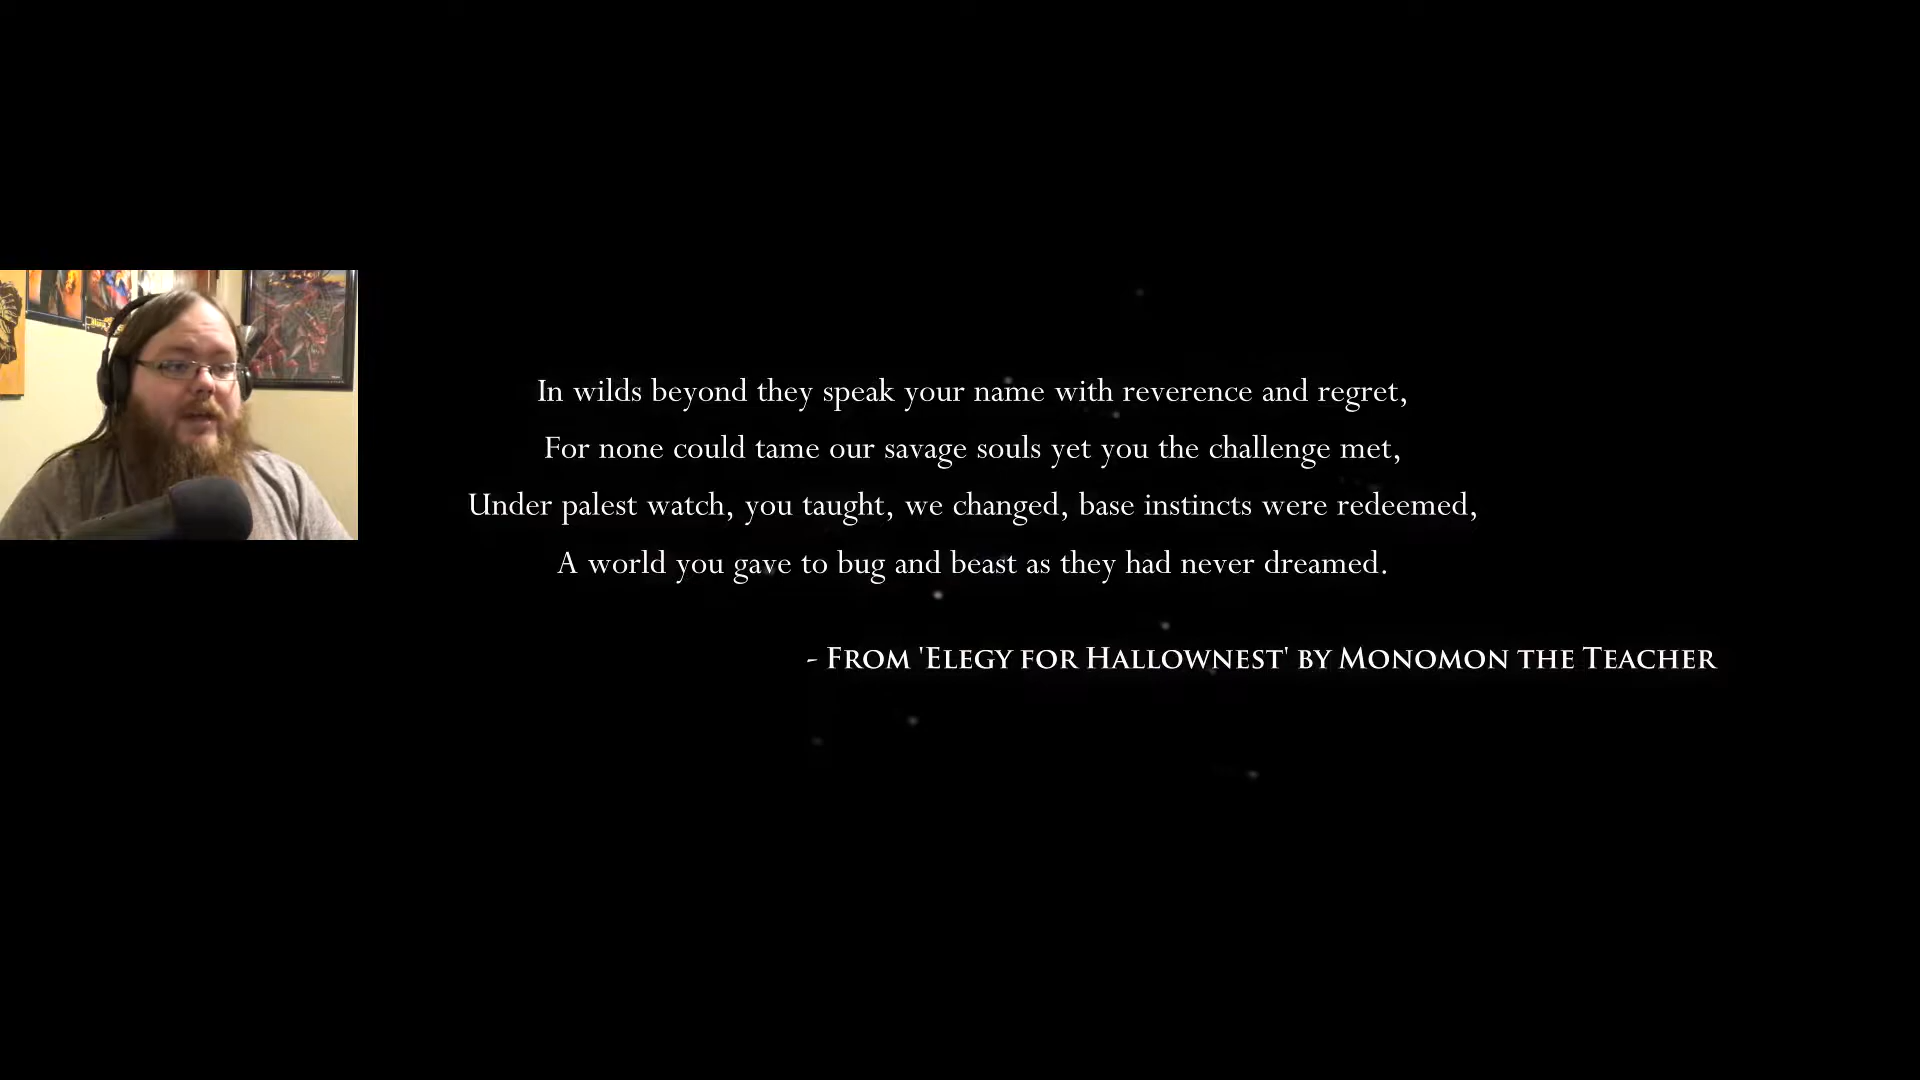 In wilds beyond they speak your name with reverence and regret,
For none could tame our savage souls yet you the challenge met,
Under palest watch, you taught, we changed, base instincts were redeemed,
A world you gave to bug and beast as they had never dreamed.
- From 'Elegy for Hallownest' by Monomon the Teacher